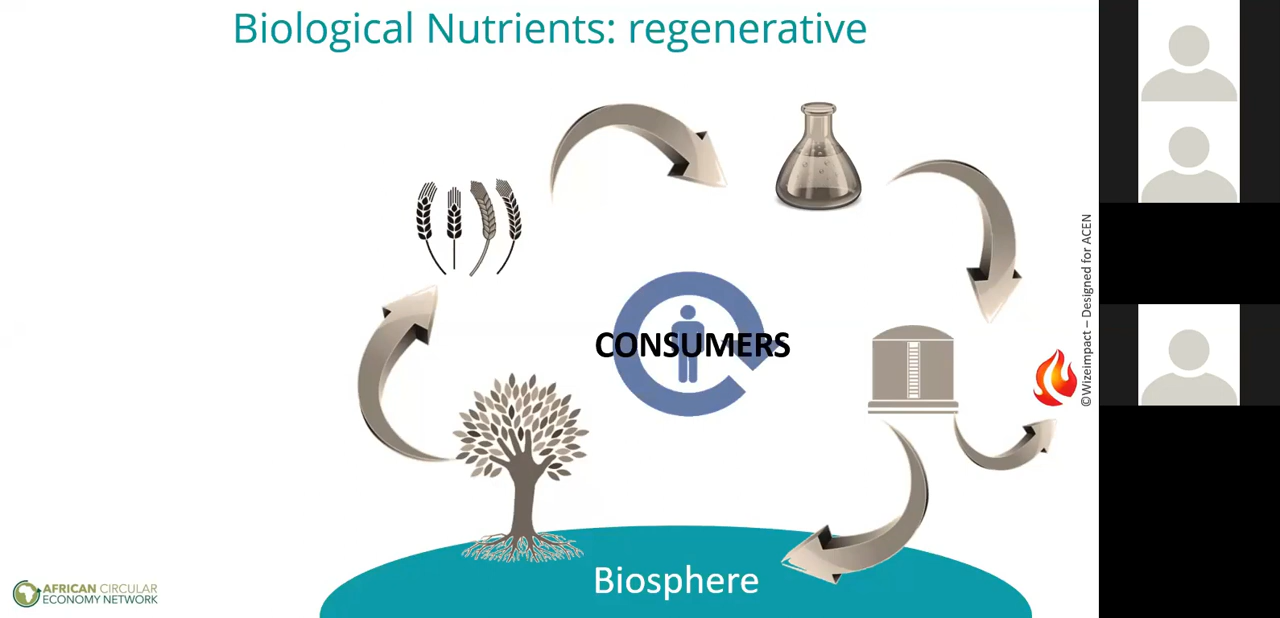 Biological Nutrients: regenerative
CONSUMERS
©Wizeimpact – Designed for ACEN
Biosphere
AFRICAN CIRCULAR
ECONOMY NETWORK